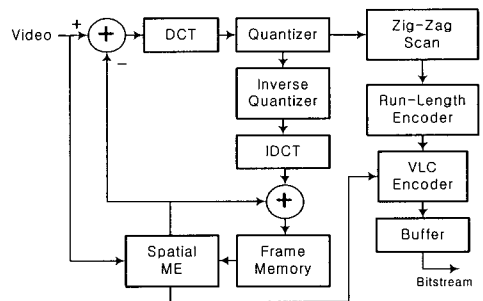 Video
+
+
−
DCT
Quantizer
Zig-Zag
Scan
Inverse
Quantizer
Run-Length
Encoder
IDCT
VLC
Encoder
+
Spatial
ME
Frame
Memory
Buffer
Bitstream